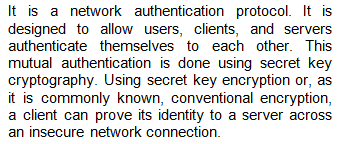 It is a network authentication protocol. It is
designed to allow users, clients, and servers
authenticate themselves to each other. This
mutual authentication is done using secret key
cryptography. Using secret key encryption or, as
it is commonly known, conventional encryption,
a client can prove its identity to a server across
an insecure network connection.